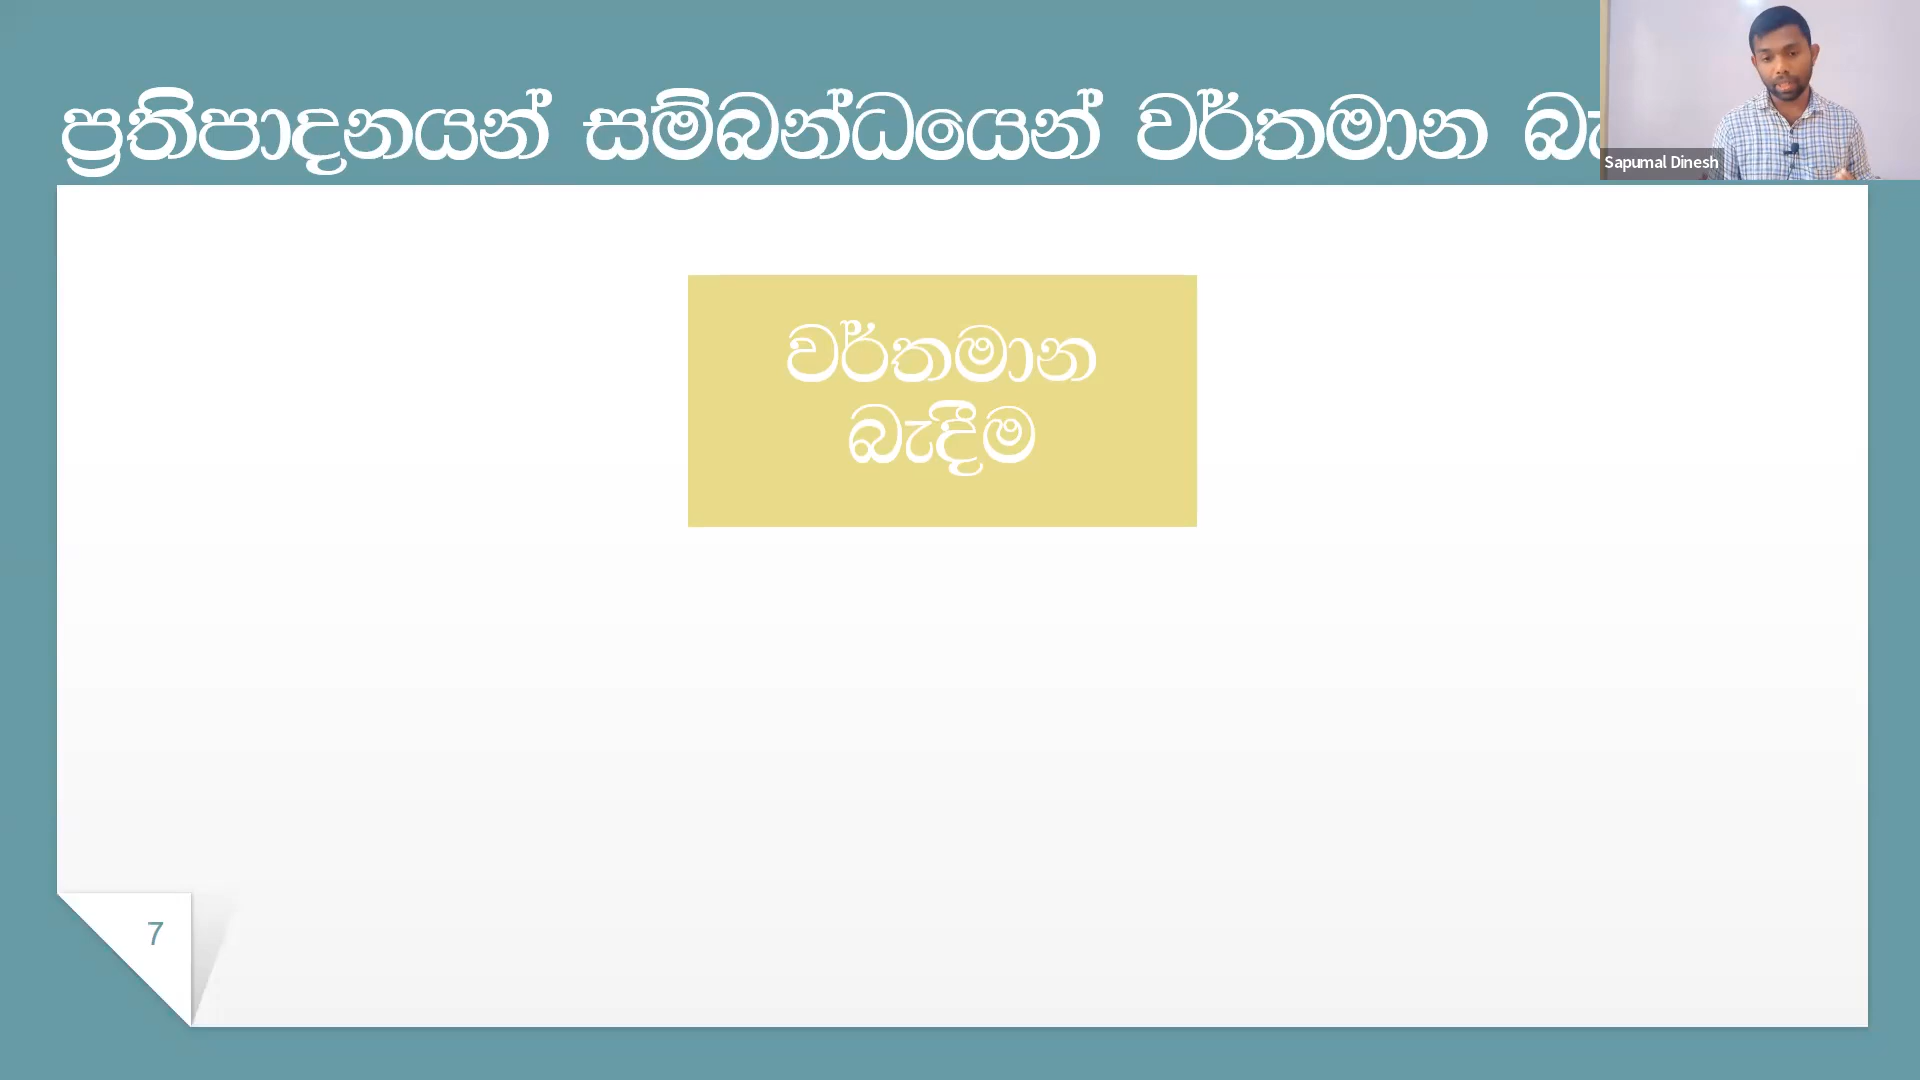 ප්‍රතිපාදනයන් සම්බන්ධයෙන් වර්තමාන
Sapumal Dinesh
වර්තමාන
බැඳීම
7